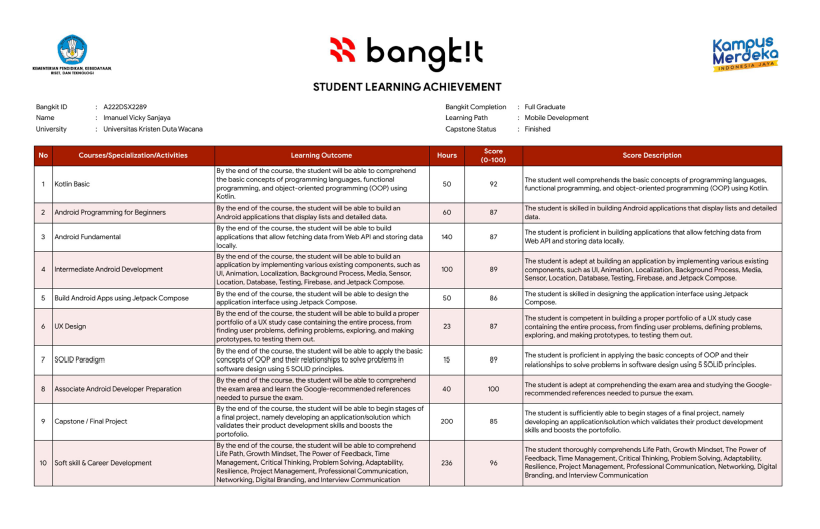 KEMENTERIAN PENDIDIKAN, KEBUDAYAAN,
RISET, DAN TEKNOLOGI
bangk!t
Kampus
Merdeka
INDONESIA JAYA
STUDENT LEARNING ACHIEVEMENT
Bangkit ID : A222DSX2289
Name : Imanuel Vicky Sanjaya
University : Universitas Kristen Duta Wacana
Bangkit Completion : Full Graduate
Learning Path : Mobile Development
Capstone Status : Finished
No Courses/Specialization/Activities Learning Outcome Hours Score (0-100) Score Description
1 Kotlin Basic
By the end of the course, the student will be able to comprehend
the basic concepts of programming languages, functional
programming, and object-oriented programming (OOP) using
Kotlin.
50 92
The student well comprehends the basic concepts of programming languages,
functional programming, and object-oriented programming (OOP) using Kotlin.
2 Android Programming for Beginners
By the end of the course, the student will be able to build an
Android applications that display lists and detailed data.
60 87
The student is skilled in building Android applications that display lists and detailed
data.
3 Android Fundamental
By the end of the course, the student will be able to build
applications that allow fetching data from Web API and storing data
locally.
140 87
The student is proficient in building applications that allow fetching data from
Web API and storing data locally.
4 Intermediate Android Development
By the end of the course, the student will be able to build an
application by implementing various existing components, such as
UI, Animation, Localization, Background Process, Media, Sensor,
Location, Database, Testing, Firebase, and Jetpack Compose.
100 89
The student is adept at building an application by implementing various existing
components, such as UI, Animation, Localization, Background Process, Media,
Sensor, Location, Database, Testing, Firebase, and Jetpack Compose.
5 Build Android Apps using Jetpack Compose
By the end of the course, the student will be able to design the
application interface using Jetpack Compose.
50 86
The student is skilled in designing the application interface using Jetpack
Compose.
6 UX Design
By the end of the course, the student will be able to build a proper
portfolio of a UX study case containing the entire process, from
finding user problems, defining problems, exploring, and making
prototypes, to testing them out.
23 87
The student is competent in building a proper portfolio of a UX study case
containing the entire process, from finding user problems, defining problems,
exploring, and making prototypes, to testing them out.
7 SOLID Paradigm
By the end of the course, the student will be able to apply the basic
concepts of OOP and their relationships to solve problems in
software design using 5 SOLID principles.
15 89
The student is proficient in applying the basic concepts of OOP and their
relationships to solve problems in software design using 5 SOLID principles.
8 Associate Android Developer Preparation
By the end of the course, the student will be able to comprehend
the exam area and learn the Google-recommended references
needed to pursue the exam.
40 100
The student is adept at comprehending the exam area and studying the Google-
recommended references needed to pursue the exam.
9 Capstone / Final Project
By the end of the course, the student will be able to begin stages of
a final project, namely developing an application/solution which
validates their product development skills and boosts the
portofolio.
200 85
The student is sufficiently able to begin stages of a final project, namely
developing an application/solution which validates their product development
skills and boosts the portofolio.
10 Soft skill & Career Development
By the end of the course, the student will be able to comprehend
Life Path, Growth Mindset, The Power of Feedback, Time
Management, Critical Thinking, Problem Solving, Adaptability,
Resilience, Project Management, Professional Communication,
Networking, Digital Branding, and Interview Communication
236 96
The student thoroughly comprehends Life Path, Growth Mindset, The Power of
Feedback, Time Management, Critical Thinking, Problem Solving, Adaptability,
Resilience, Project Management, Professional Communication, Networking, Digital
Branding, and Interview Communication